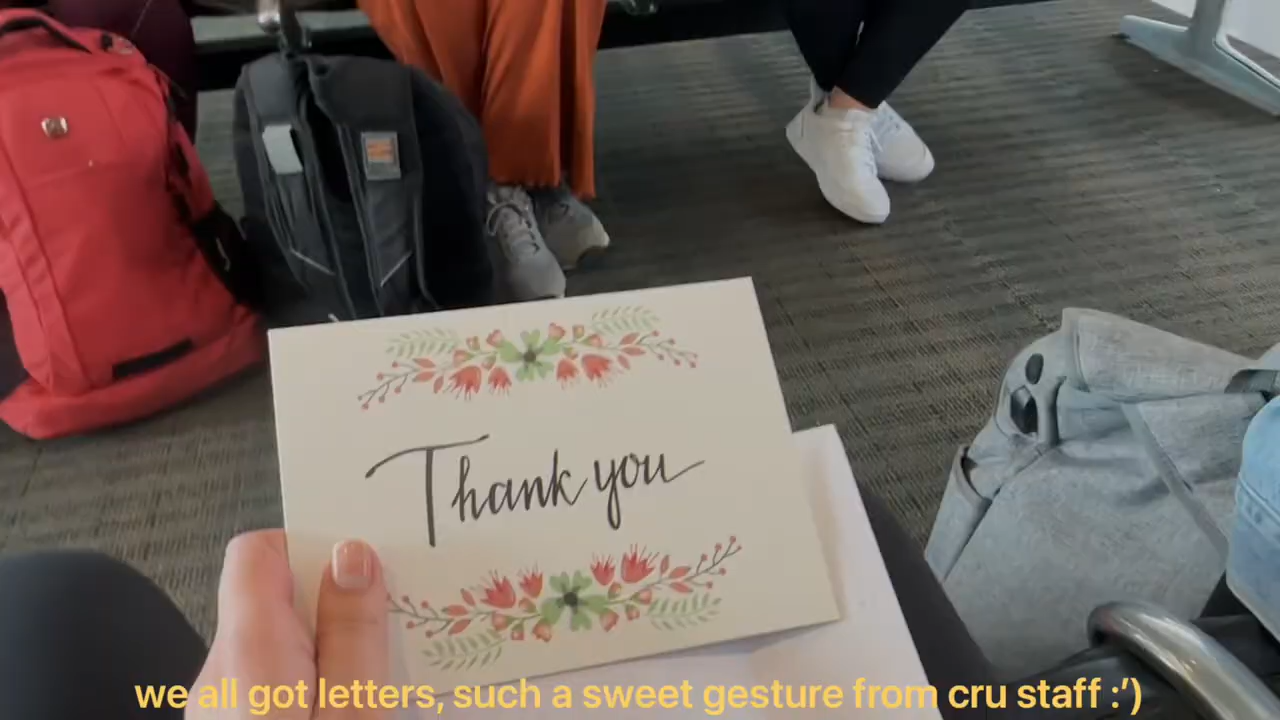 Thank you
we all got letters, such a sweet gesture from cru staff :’)